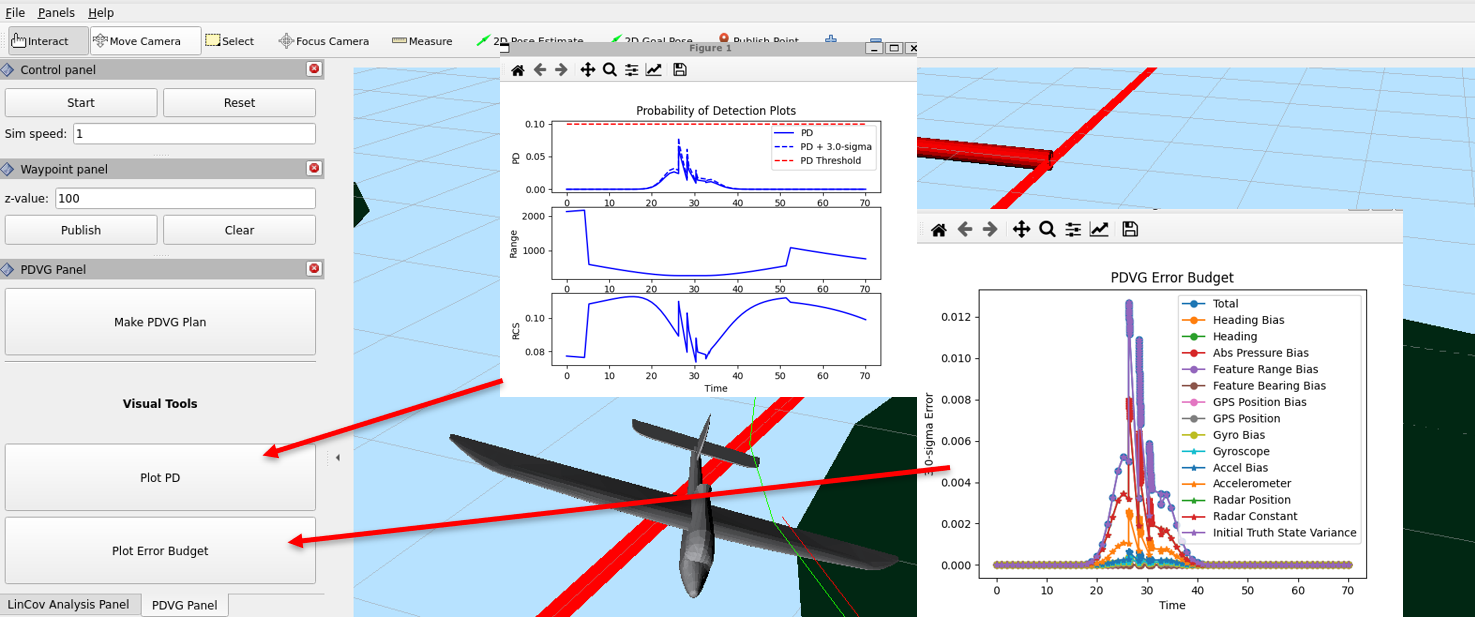 File Panels Help
Interact Move Camera Select Focus Camera Measure 2D Pose Estimate 2D Goal Pose Publish Point
Control panel
Start Reset
Sim speed: 1
Waypoint panel
z-value: 100
Publish Clear
PDVG Panel
Make PDVG Plan
Visual Tools
Plot PD
Plot Error Budget
LinCov Analysis Panel PDVG Panel
Figure 1
Probability of Detection Plots
PD
0.10
0.05
0.00
PD
PD + 3.0-sigma
PD Threshold
0 10 20 30 40 50 60 70
Range
2000
1000
0 10 20 30 40 50 60 70
RCS
0.10
0.08
0 10 20 30 40 50 60 70
Time
PDVG Error Budget
0-sigma Error
0.012
0.010
0.008
0.006
0.004
0.002
0.000
Total
Heading Bias
Heading
Abs Pressure Bias
Feature Range Bias
Feature Bearing Bias
GPS Position Bias
GPS Position
Gyro Bias
Gyroscope
Accel Bias
Accelerometer
Radar Position
Radar Constant
Initial Truth State Variance
0 10 20 30 40 50 60 70
Time